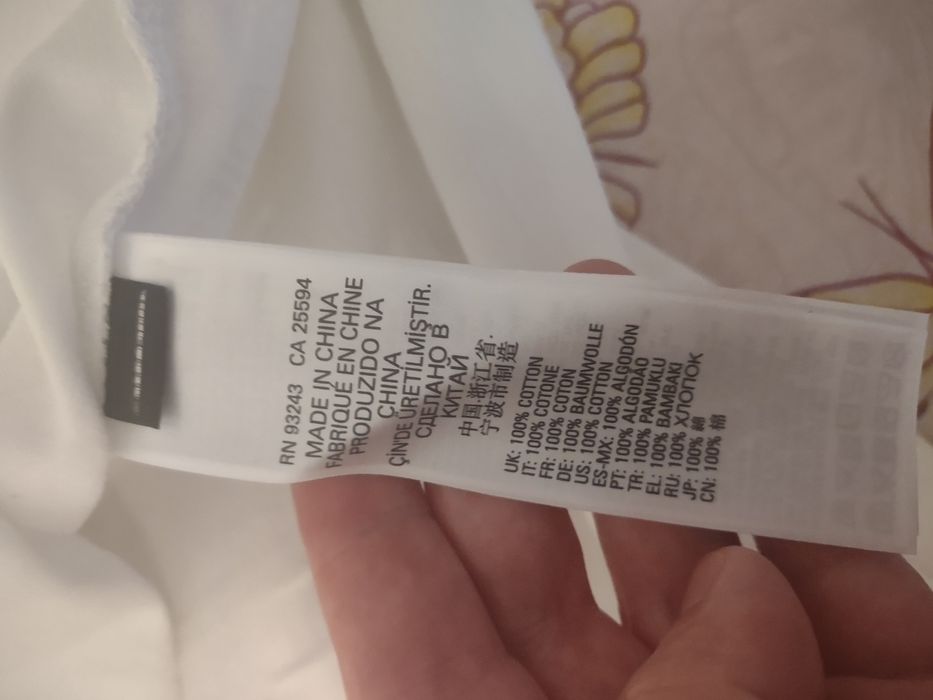 RN 93243 CA 25594
MADE IN CHINA
FABRIQUÉ EN CHINE
PRODUZIDO NA
CHINA
ÇİN'DE ÜRETİLMİŞTİR.
СДЕЛАНО В
КИТАЙ
中国·浙江省·
宁波市制造
UK: 100% COTTON
IT: 100% COTONE
FR: 100% COTON
DE: 100% BAUMWOLLE
US: 100% COTTON
ES-MX: 100% ALGODÓN
PT: 100% ALGODÃO
TR: 100% PAMUKLU
EL: 100% BAMBAKI
RU: 100% ХЛОПОК
JP: 100% 綿
CN: 100% 棉